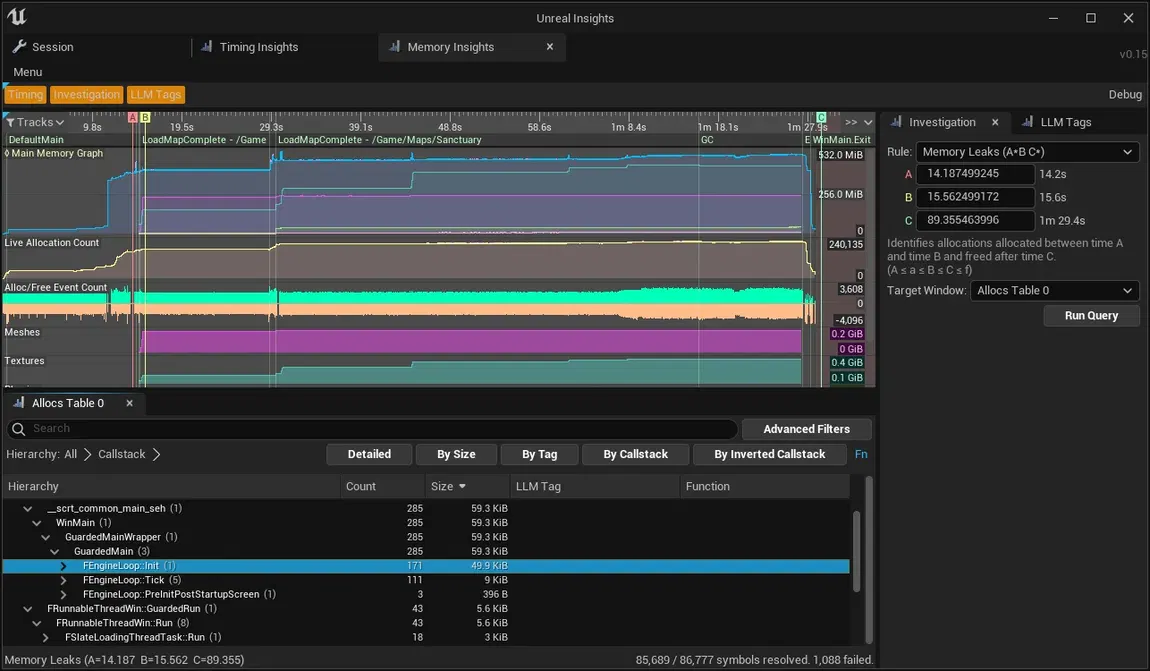 Unreal Insights
Session
Timing Insights
Memory Insights
v0.15
Menu
Timing Investigation LLM Tags
Debug
Tracks
A B C
9.8s 19.5s 29.3s 39.1s 48.8s 58.6s 1m 8.4s 1m 18.1s 1m 27.9s >>
DefaultMain LoadMapComplete - /Game LoadMapComplete - /Game/Maps/Sanctuary GC E WinMain.Exit
Main Memory Graph
532.0 MiB
256.0 MiB
0
Live Allocation Count
240,135
0
Alloc/Free Event Count
3,608
0
-4,096
Meshes
0.2 GiB
0 GiB
Textures
0.4 GiB
0.1 GiB
Investigation
LLM Tags
Rule: Memory Leaks (A*B C*)
A 14.187499245 14.2s
B 15.562499172 15.6s
C 89.355463996 1m 29.4s
Identifies allocations allocated between time A
and time B and freed after time C.
(A ≤ a ≤ B ≤ C ≤ f)
Target Window: Allocs Table 0
Run Query
Allocs Table 0
Search
Advanced Filters
Hierarchy: All > Callstack >
Detailed By Size By Tag By Callstack By Inverted Callstack Fn
Hierarchy Count Size LLM Tag Function
__scrt_common_main_seh (1) 285 59.3 KiB
WinMain (1) 285 59.3 KiB
GuardedMainWrapper (1) 285 59.3 KiB
GuardedMain (3) 285 59.3 KiB
FEngineLoop::Init (1) 171 49.9 KiB
FEngineLoop::Tick (5) 111 9 KiB
FEngineLoop::PreInitPostStartupScreen (1) 3 396 B
FRunnableThreadWin::GuardedRun (1) 43 5.6 KiB
FRunnableThreadWin::Run (8) 43 5.6 KiB
FSlateLoadingThreadTask::Run (1) 18 3 KiB
Memory Leaks (A=14.187 B=15.562 C=89.355)
85,689 / 86,777 symbols resolved. 1,088 failed.